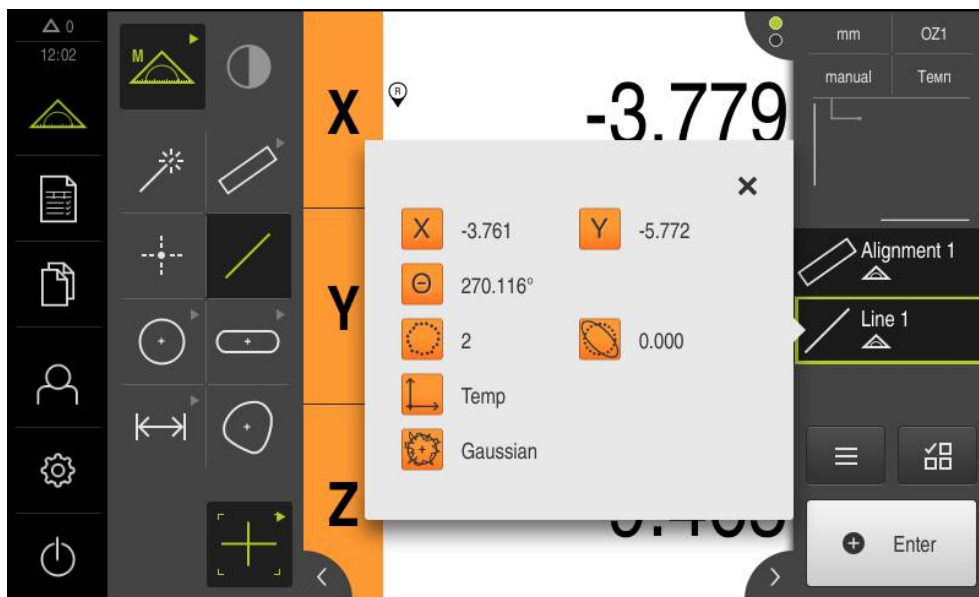 0
12:02
M
X
R
-3.779
mm
OZ1
manual
Темп
X
-3.761
Y
-5.772
Θ
270.116°
2
0.000
Temp
Gaussian
Y
Z
Alignment 1
Line 1
Enter